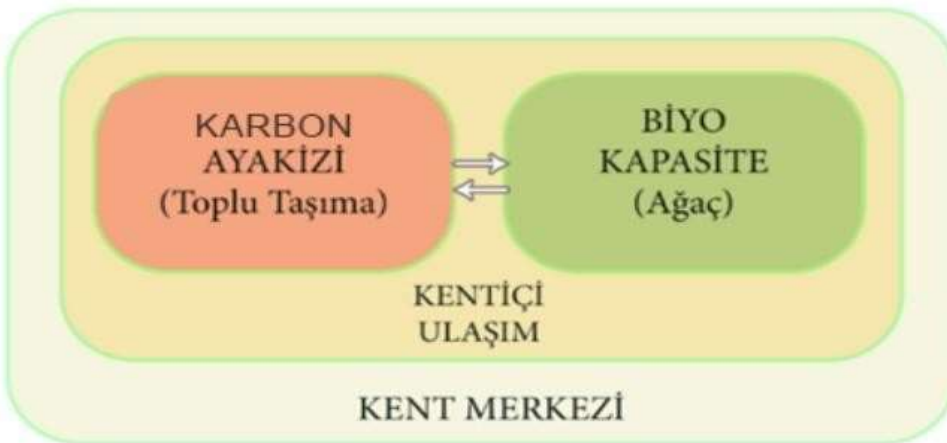 KARBON
AYAKİZİ
(Toplu Taşıma)
BİYO
KAPASİTE
(Ağaç)
KENTİÇİ
ULAŞIM
KENT MERKEZİ